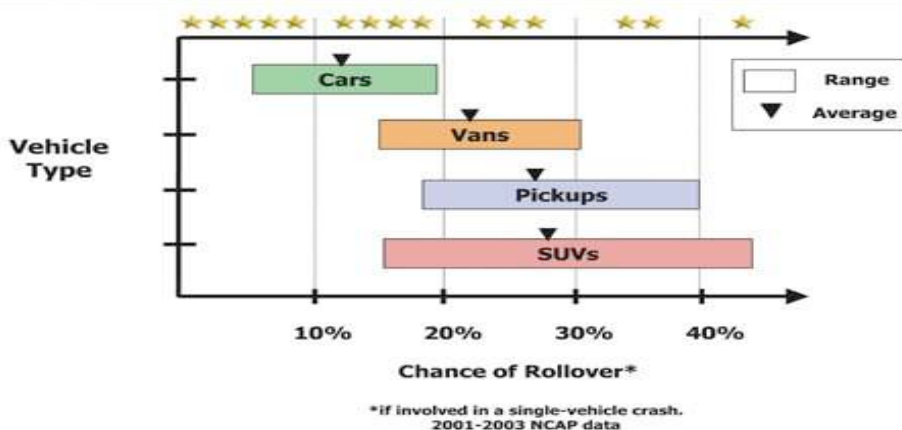 Cars
Range
Average
Vans
Vehicle
Type
Pickups
SUVs
10% 20% 30% 40%
Chance of Rollover*
*if involved in a single-vehicle crash.
2001-2003 NCAP data